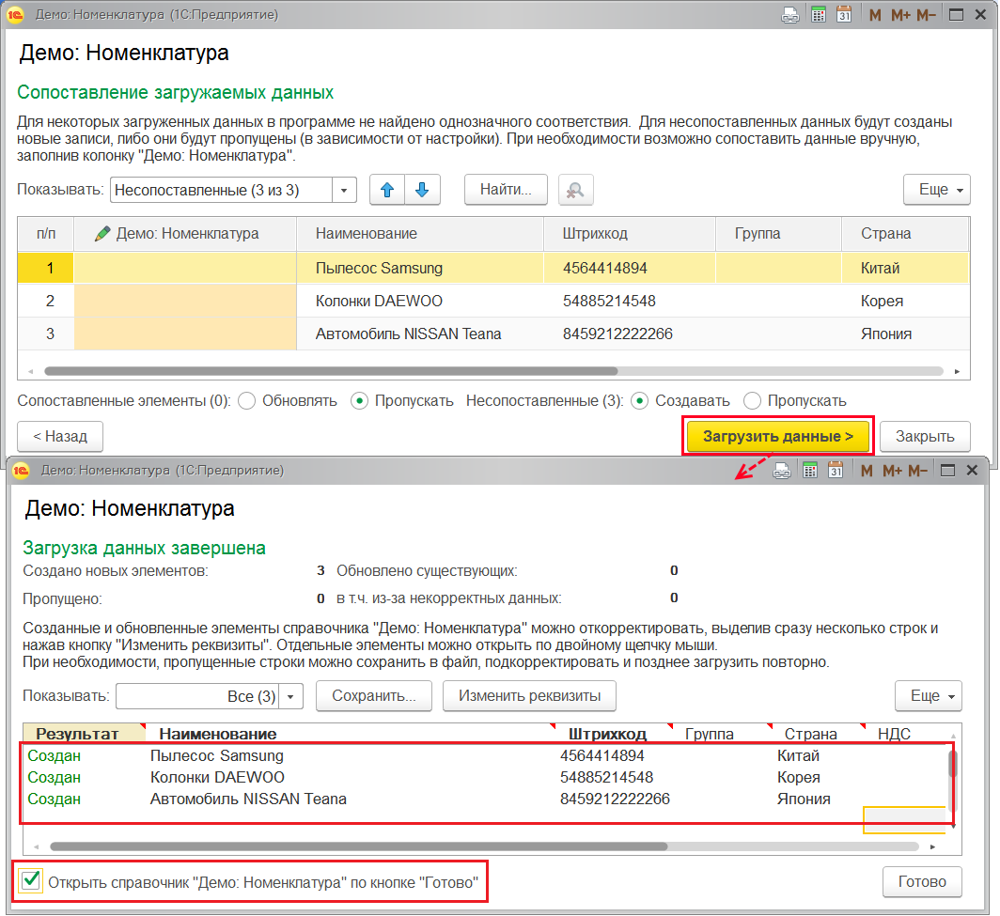 Демо: Номенклатура (1С:Предприятие) 31 M M+ M−
Демо: Номенклатура
Сопоставление загружаемых данных
Для некоторых загруженных данных в программе не найдено однозначного соответствия. Для несопоставленных данных будут созданы
новые записи, либо они будут пропущены (в зависимости от настройки). При необходимости возможно сопоставить данные вручную,
заполнив колонку "Демо: Номенклатура".
Показывать: Несопоставленные (3 из 3) Найти... Еще
п/п Демо: Номенклатура Наименование Штрихкод Группа Страна
1 Пылесос Samsung 4564414894 Китай
2 Колонки DAEWOO 54885214548 Корея
3 Автомобиль NISSAN Teana 8459212222266 Япония
Сопоставленные элементы (0): Обновлять Пропускать Несопоставленные (3): Создавать Пропускать
< Назад Загрузить данные > Закрыть
Демо: Номенклатура (1С:Предприятие) 31 M M+ M−
Демо: Номенклатура
Загрузка данных завершена
Создано новых элементов: 3 Обновлено существующих: 0
Пропущено: 0 в т.ч. из-за некорректных данных: 0
Созданные и обновленные элементы справочника "Демо: Номенклатура" можно откорректировать, выделив сразу несколько строк и
нажав кнопку "Изменить реквизиты". Отдельные элементы можно открыть по двойному щелчку мыши.
При необходимости, пропущенные строки можно сохранить в файл, подкорректировать и позднее загрузить повторно.
Показывать: Все (3) Сохранить... Изменить реквизиты Еще
Результат Наименование Штрихкод Группа Страна НДС
Создан Пылесос Samsung 4564414894 Китай
Создан Колонки DAEWOO 54885214548 Корея
Создан Автомобиль NISSAN Teana 8459212222266 Япония
Открыть справочник "Демо: Номенклатура" по кнопке "Готово" Готово